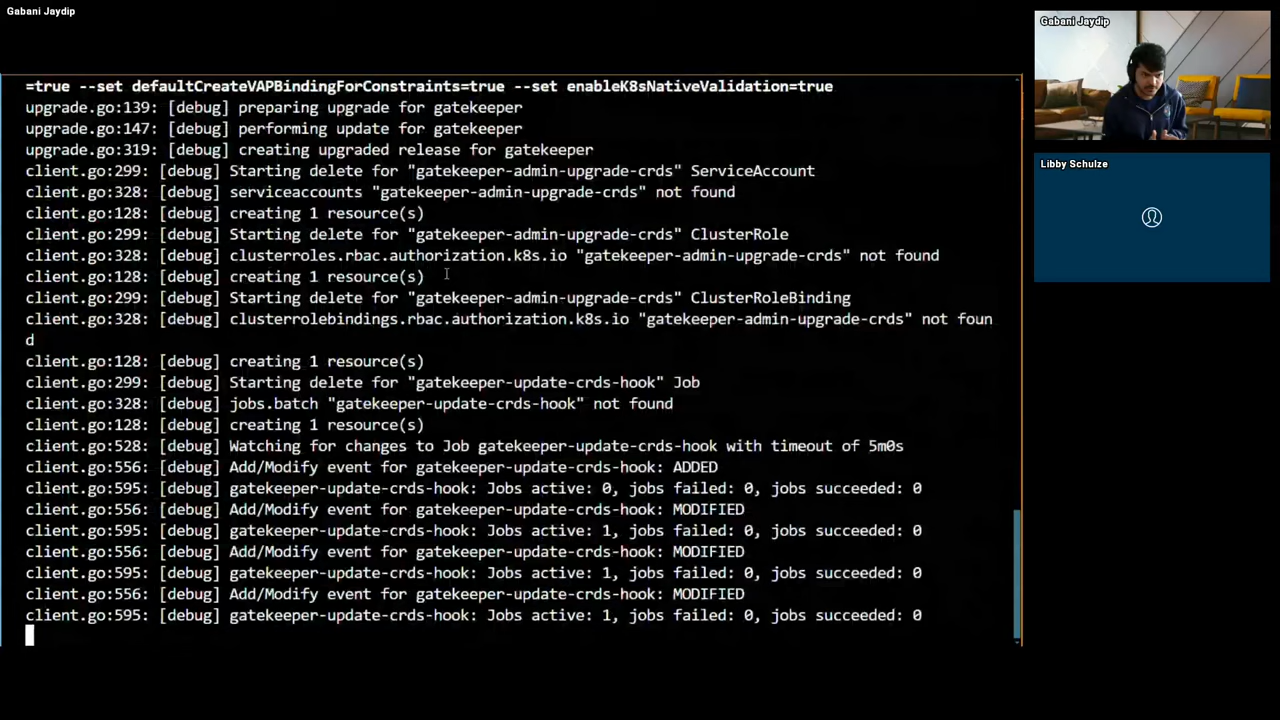 Gabani Jaydip
=true --set defaultCreateVAPBindingForConstraints=true --set enableK8sNativeValidation=true
upgrade.go:139: [debug] preparing upgrade for gatekeeper
upgrade.go:147: [debug] performing update for gatekeeper
upgrade.go:319: [debug] creating upgraded release for gatekeeper
client.go:299: [debug] Starting delete for "gatekeeper-admin-upgrade-crds" ServiceAccount
client.go:328: [debug] serviceaccounts "gatekeeper-admin-upgrade-crds" not found
client.go:128: [debug] creating 1 resource(s)
client.go:299: [debug] Starting delete for "gatekeeper-admin-upgrade-crds" ClusterRole
client.go:328: [debug] clusterroles.rbac.authorization.k8s.io "gatekeeper-admin-upgrade-crds" not found
client.go:128: [debug] creating 1 resource(s)
client.go:299: [debug] Starting delete for "gatekeeper-admin-upgrade-crds" ClusterRoleBinding
client.go:328: [debug] clusterrolebindings.rbac.authorization.k8s.io "gatekeeper-admin-upgrade-crds" not foun
d
client.go:128: [debug] creating 1 resource(s)
client.go:299: [debug] Starting delete for "gatekeeper-update-crds-hook" Job
client.go:328: [debug] jobs.batch "gatekeeper-update-crds-hook" not found
client.go:128: [debug] creating 1 resource(s)
client.go:528: [debug] Watching for changes to Job gatekeeper-update-crds-hook with timeout of 5m0s
client.go:556: [debug] Add/Modify event for gatekeeper-update-crds-hook: ADDED
client.go:595: [debug] gatekeeper-update-crds-hook: Jobs active: 0, jobs failed: 0, jobs succeeded: 0
client.go:556: [debug] Add/Modify event for gatekeeper-update-crds-hook: MODIFIED
client.go:595: [debug] gatekeeper-update-crds-hook: Jobs active: 1, jobs failed: 0, jobs succeeded: 0
client.go:556: [debug] Add/Modify event for gatekeeper-update-crds-hook: MODIFIED
client.go:595: [debug] gatekeeper-update-crds-hook: Jobs active: 1, jobs failed: 0, jobs succeeded: 0
client.go:556: [debug] Add/Modify event for gatekeeper-update-crds-hook: MODIFIED
client.go:595: [debug] gatekeeper-update-crds-hook: Jobs active: 1, jobs failed: 0, jobs succeeded: 0
Gabani Jaydip
Libby Schulze